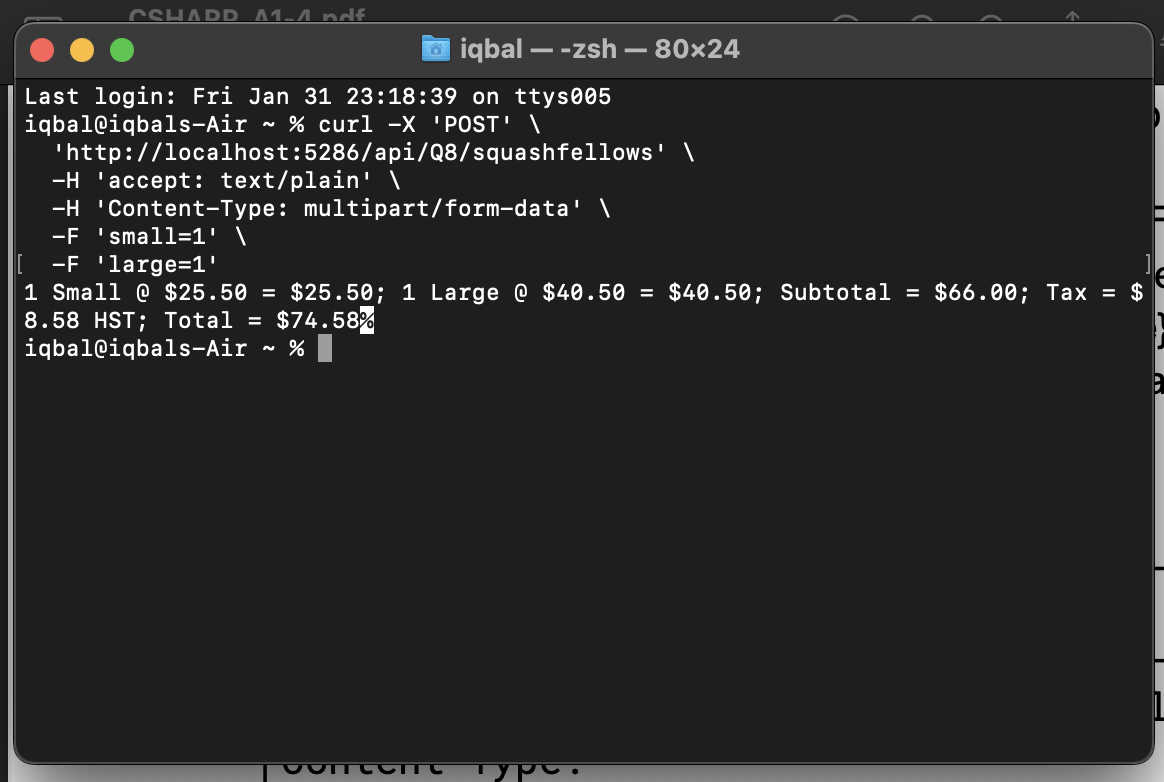 CSHARP_A1-4.pdf
iqbal — -zsh — 80×24
Last login: Fri Jan 31 23:18:39 on ttys005
iqbal@iqbals-Air ~ % curl -X 'POST' \
  'http://localhost:5286/api/Q8/squashfellows' \
  -H 'accept: text/plain' \
  -H 'Content-Type: multipart/form-data' \
  -F 'small=1' \
[  -F 'large=1' ]
1 Small @ $25.50 = $25.50; 1 Large @ $40.50 = $40.50; Subtotal = $66.00; Tax = $
8.58 HST; Total = $74.58%
iqbal@iqbals-Air ~ %
Content-Type: